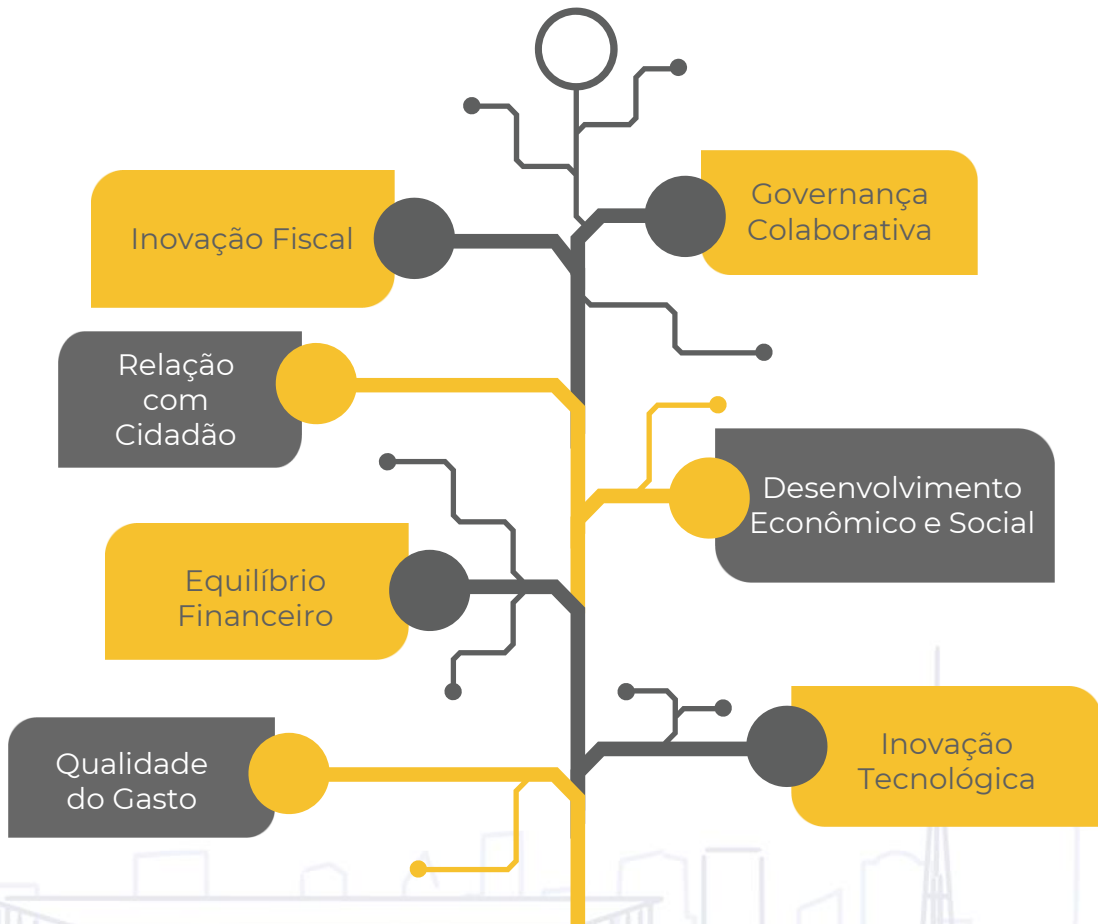 Inovação Fiscal
Governança
Colaborativa
Relação
com
Cidadão
Desenvolvimento
Econômico e Social
Equilíbrio
Financeiro
Inovação
Tecnológica
Qualidade
do Gasto